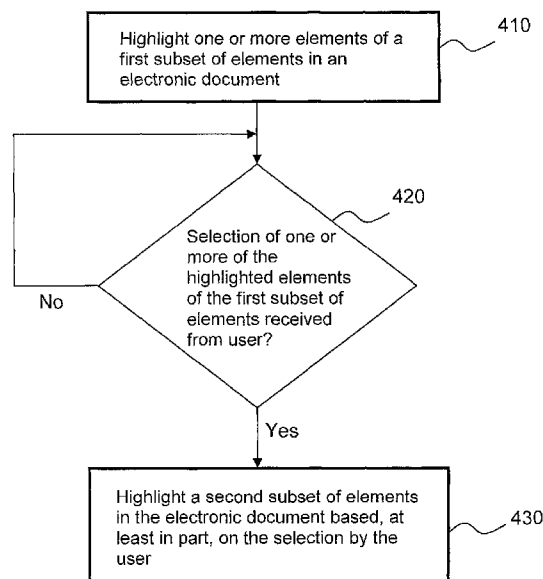 Highlight one or more elements of a
first subset of elements in an
electronic document
410
420
Selection of one or
more of the
highlighted elements
of the first subset of
elements received
from user?
No
Yes
Highlight a second subset of elements
in the electronic document based, at
least in part, on the selection by the
user
430